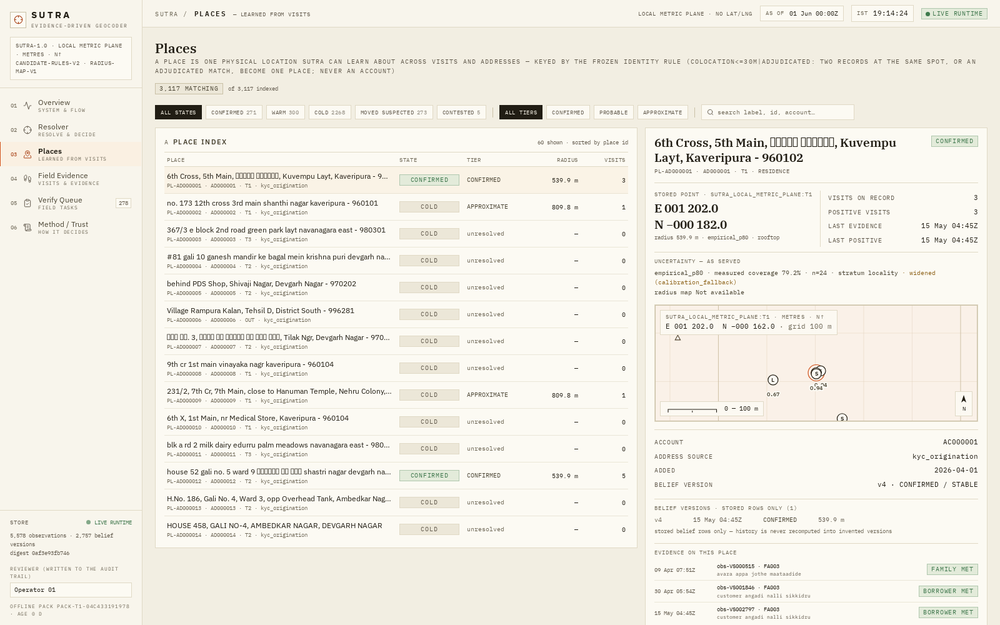 SUTRA
EVIDENCE-DRIVEN GEOCODER
SUTRA-1.0 · LOCAL METRIC PLANE
· METRES · N↑
CANDIDATE-RULES-V2 · RADIUS-
MAP-V1
01 Overview
SYSTEM & FLOW
02 Resolver
RESOLVE & DECIDE
03 Places
LEARNED FROM VISITS
04 Field Evidence
VISITS & EVIDENCE
05 Verify Queue 278
FIELD TASKS
06 Method / Trust
HOW IT DECIDES
STORE LIVE RUNTIME
5,578 observations · 2,757 belief
versions
digest 0af3e93fb746
REVIEWER (WRITTEN TO THE AUDIT
TRAIL)
Operator 01
OFFLINE PACK PACK-T1-04C433191978
· AGE 0 D
SUTRA / PLACES — LEARNED FROM VISITS
LOCAL METRIC PLANE · NO LAT/LNG AS OF 01 Jun 00:00Z IST 19:14:24 LIVE RUNTIME
Places
A PLACE IS ONE PHYSICAL LOCATION SUTRA CAN LEARN ABOUT ACROSS VISITS AND ADDRESSES — KEYED BY THE FROZEN IDENTITY RULE (COLOCATION<=30M|ADJUDICATED: TWO RECORDS AT THE SAME SPOT, OR AN
ADJUDICATED MATCH, BECOME ONE PLACE; NEVER AN ACCOUNT)
3,117 MATCHING of 3,117 indexed
ALL STATES CONFIRMED 271 WARM 300 COLD 2268 MOVED SUSPECTED 273 CONTESTED 5 ALL TIERS CONFIRMED PROBABLE APPROXIMATE search label, id, account…
A PLACE INDEX 60 shown · sorted by place id
PLACE STATE TIER RADIUS VISITS
6th Cross, 5th Main, , Kuvempu Layt, Kaveripura - 9… CONFIRMED CONFIRMED 539.9 m 3
PL-AD000001 · AD000001 · T1 · kyc_origination
no. 173 12th cross 3rd main shanthi nagar kaveripura - 960101 COLD APPROXIMATE 809.8 m 1
PL-AD000002 · AD000002 · T1 · kyc_origination
367/3 e block 2nd road green park layt navanagara east - 980301 COLD unresolved — 0
PL-AD000003 · AD000003 · T3 · kyc_origination
#81 gali 10 ganesh mandir ke bagal mein krishna puri devgarh na… COLD unresolved — 0
PL-AD000004 · AD000004 · T2 · kyc_origination
behind PDS Shop, Shivaji Nagar, Devgarh Nagar - 970202 COLD unresolved — 0
PL-AD000005 · AD000005 · T2 · kyc_origination
Village Rampura Kalan, Tehsil D, District South - 996281 COLD unresolved — 0
PL-AD000006 · AD000006 · OUT · kyc_origination
. 3, , Tilak Ngr, Devgarh Nagar - 970… COLD unresolved — 0
PL-AD000007 · AD000007 · T2 · kyc_origination
9th cr 1st main vinayaka nagr kaveripura - 960104 COLD unresolved — 0
PL-AD000008 · AD000008 · T1 · kyc_origination
231/2, 7th Cr, 7th Main, close to Hanuman Temple, Nehru Colony,… COLD APPROXIMATE 809.8 m 1
PL-AD000009 · AD000009 · T1 · kyc_origination
6th X, 1st Main, nr Medical Store, Kaveripura - 960104 COLD unresolved — 0
PL-AD000010 · AD000010 · T1 · kyc_origination
blk a rd 2 milk dairy edurru palm meadows navanagara east - 980… COLD unresolved — 0
PL-AD000011 · AD000011 · T3 · kyc_origination
house 52 gali no. 5 ward 9 shastri nagar devgarh na… CONFIRMED CONFIRMED 539.9 m 5
PL-AD000012 · AD000012 · T2 · kyc_origination
H.No. 186, Gali No. 4, Ward 3, opp Overhead Tank, Ambedkar Nag… COLD unresolved — 0
PL-AD000013 · AD000013 · T2 · kyc_origination
HOUSE 458, GALI NO-4, AMBEDKAR NAGAR, DEVGARH NAGAR COLD unresolved — 0
PL-AD000014 · AD000014 · T2 · kyc_origination
6th Cross, 5th Main, , Kuvempu CONFIRMED
Layt, Kaveripura - 960102
PL-AD000001 · AD000001 · T1 · RESIDENCE
STORED POINT · SUTRA_LOCAL_METRIC_PLANE:T1
E 001 202.0
N −000 182.0
radius 539.9 m · empirical_p80 · rooftop
VISITS ON RECORD 3
POSITIVE VISITS 3
LAST EVIDENCE 15 May 04:45Z
LAST POSITIVE 15 May 04:45Z
UNCERTAINTY — AS SERVED
empirical_p80 · measured coverage 79.2% · n=24 · stratum locality · widened
(calibration_fallback)
radius map Not available
SUTRA_LOCAL_METRIC_PLANE:T1 · METRES · N↑
E 001 202.0 N −000 162.0 · grid 100 m
L
0.67
S
0.94
S
0 — 100 m
N
ACCOUNT AC000001
ADDRESS SOURCE kyc_origination
ADDED 2026-04-01
BELIEF VERSION v4 · CONFIRMED / STABLE
BELIEF VERSIONS · STORED ROWS ONLY (1)
v4 15 May 04:45Z CONFIRMED 539.9 m
stored belief rows only — history is never recomputed into invented versions
EVIDENCE ON THIS PLACE
09 Apr 07:51Z obs-VS000515 · FA003 FAMILY MET
avara appa jothe maataadide
30 Apr 05:54Z obs-VS001846 · FA003 BORROWER MET
customer angadi nalli sikkidru
15 May 04:45Z obs-VS002797 · FA003 BORROWER MET
customer angadi nalli sikkidru